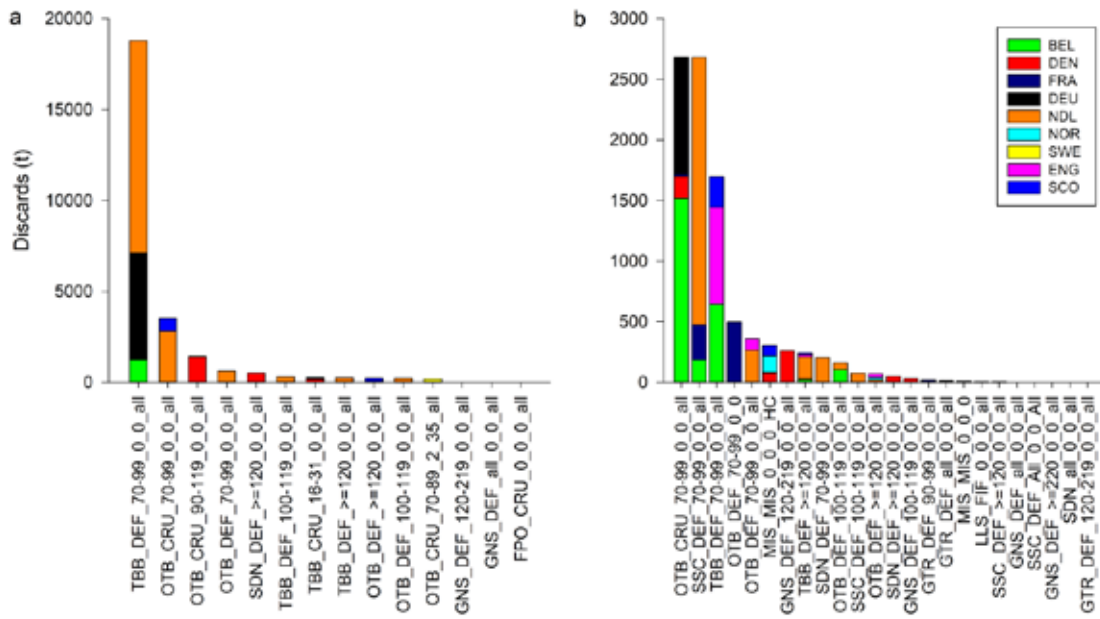 a
20000
15000
10000
5000
0
Discards (t)
TBB_DEF_70-99_0_0_all
OTB_CRU_70-99_0_0_all
OTB_CRU_90-119_0_0_all
OTB_DEF_70-99_0_0_all
SDN_DEF_>=120_0_0_all
TBB_DEF_100-119_0_0_all
TBB_CRU_16-31_0_0_all
TBB_DEF_>=120_0_0_all
OTB_DEF_>=120_0_0_all
OTB_DEF_100-119_0_0_all
OTB_CRU_70-89_2_35_all
GNS_DEF_120-219_0_0_all
GNS_DEF_all_0_0_all
FPO_CRU_0_0_0_all
b
3000
2500
2000
1500
1000
500
0
BEL
DEN
FRA
DEU
NDL
NOR
SWE
ENG
SCO
OTB_CRU_70-99_0_0_all
SSC_DEF_70-99_0_0_all
TBB_DEF_70-99_0_0_all
OTB_DEF_70-99_0_0
OTB_DEF_70-99_0_0_all
MIS_MIS_0_0_0_HC
GNS_DEF_120-219_0_0_all
TBB_DEF_>=120_0_0_all
SDN_DEF_70-99_0_0_all
OTB_DEF_100-119_0_0_all
SSC_DEF_100-119_0_0_all
OTB_DEF_>=120_0_0_all
SDN_DEF_>=120_0_0_all
GNS_DEF_100-119_0_0_all
GTR_DEF_90-99_0_0_all
GTR_DEF_all_0_0_all
MIS_MIS_0_0_0
LLS_FIF_0_0_0_all
SSC_DEF_>=120_0_0_all
GNS_DEF_all_0_0_all
SSC_DEF_All_0_0_All
GNS_DEF_>=220_0_0_all
SDN_all_0_0_all
GTR_DEF_120-219_0_0_all